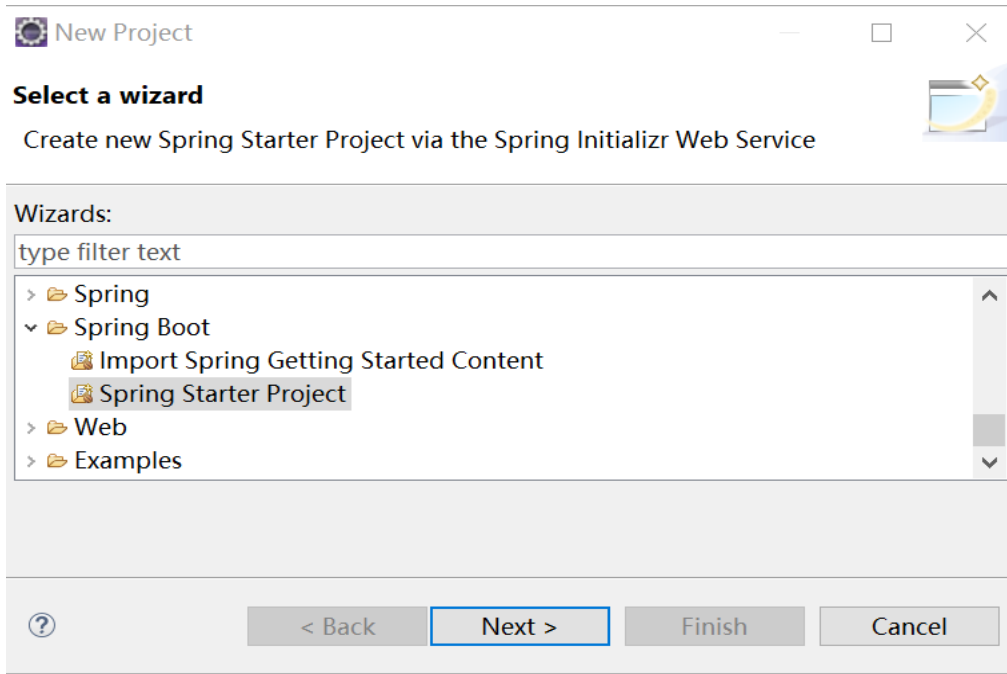 New Project
Select a wizard
Create new Spring Starter Project via the Spring Initializr Web Service
Wizards:
type filter text
Spring
Spring Boot
Import Spring Getting Started Content
Spring Starter Project
Web
Examples
?
< Back
Next >
Finish
Cancel